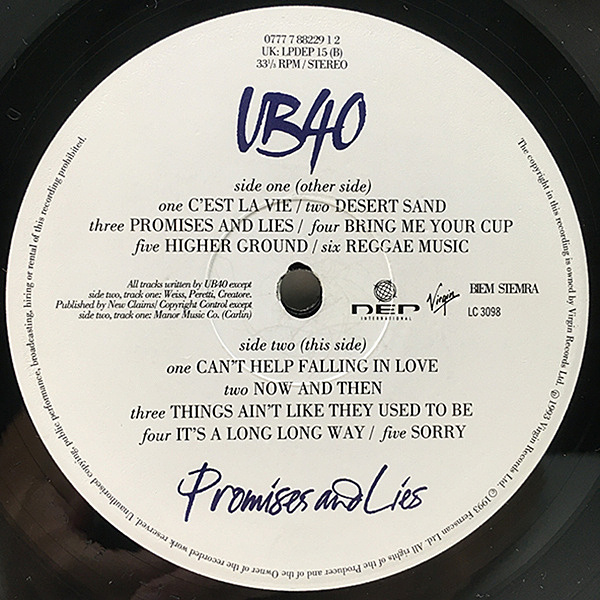 0777 7 88229 1 2
UK: LPDEP 15 (B)
33⅓ RPM / STEREO
UB40
side one (other side)
one C'EST LA VIE / two DESERT SAND
three PROMISES AND LIES / four BRING ME YOUR CUP
five HIGHER GROUND / six REGGAE MUSIC
All tracks written by UB40 except
side two, track one: Weiss, Peretti, Creatore.
Published by New Claims/ Copyright Control except
side two, track one: Manor Music Co. (Carlin)
DEP
INTERNATIONAL
Virgin
BIEM STEMRA
LC 3098
side two (this side)
one CAN'T HELP FALLING IN LOVE
two NOW AND THEN
three THINGS AIN'T LIKE THEY USED TO BE
four IT'S A LONG LONG WAY / five SORRY
Promises and Lies
The copyright in this recording is owned by Virgin Records Ltd. ℗ 1993 Virgin Records Ltd. © 1993 Fernscan Ltd. All rights of the Producer and of the Owner of the recorded work reserved. Unauthorised copying, public performance, broadcasting, hiring or rental of this recording prohibited.